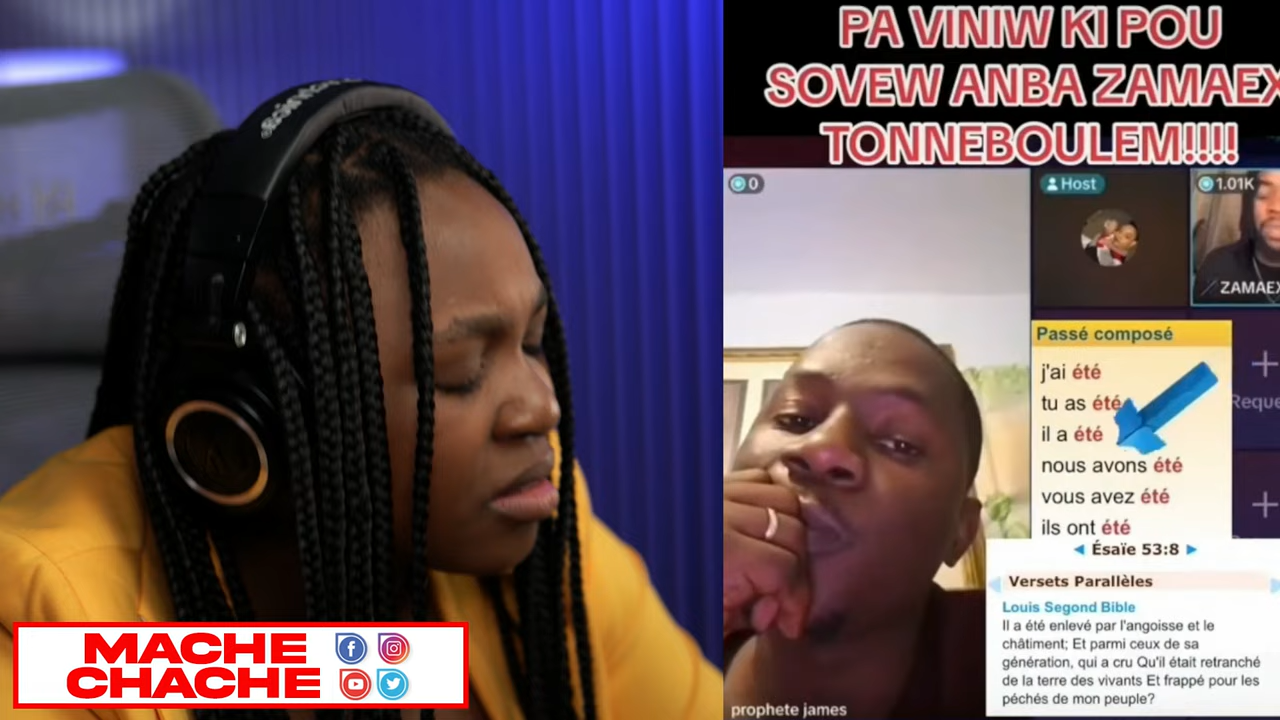 PA VINIW KI POU
SOVEW ANBA ZAMAEX
TONNEBOULEM!!!!
0
Host
1.01K
ZAMAEX
Passé composé
j'ai été
tu as été
il a été
nous avons été
vous avez été
ils ont été
Reque
Ésaïe 53:8
Versets Parallèles
Louis Segond Bible
Il a été enlevé par l'angoisse et le
châtiment; Et parmi ceux de sa
génération, qui a cru Qu'il était retranché
de la terre des vivants Et frappé pour les
péchés de mon peuple?
prophete james
MACHE
CHACHE